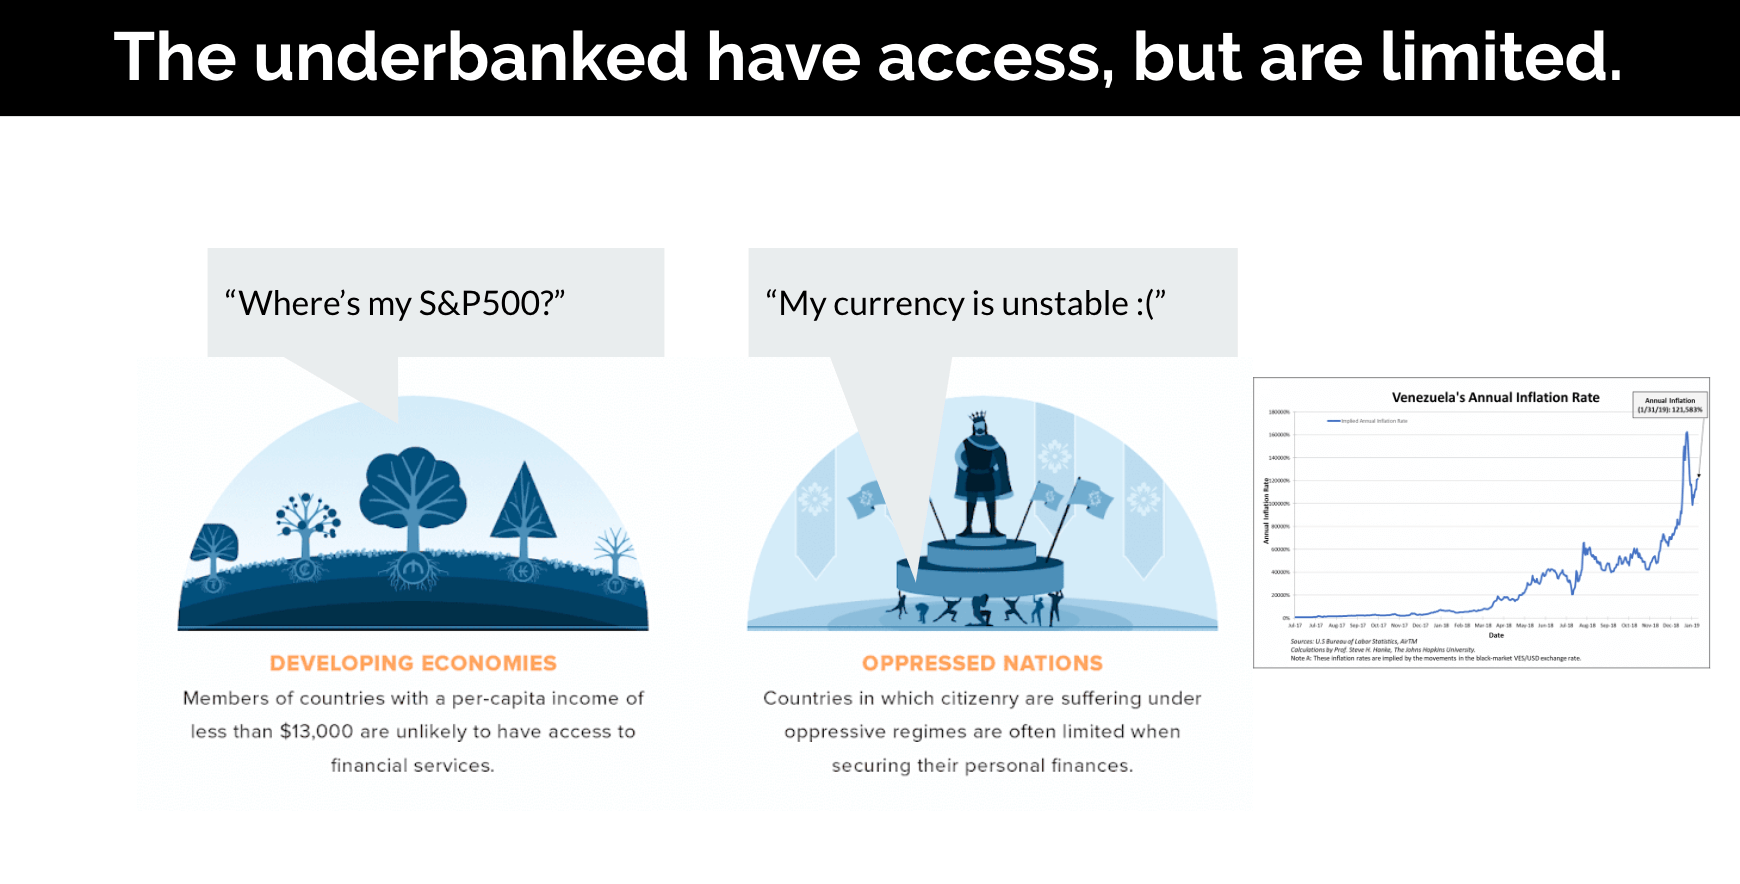 The underbanked have access, but are limited.
“Where’s my S&P500?”
“My currency is unstable :(”
DEVELOPING ECONOMIES
Members of countries with a per-capita income of
less than $13,000 are unlikely to have access to
financial services.
OPPRESSED NATIONS
Countries in which citizenry are suffering under
oppressive regimes are often limited when
securing their personal finances.
Venezuela's Annual Inflation Rate
Annual Inflation
(1/31/19): 121,583%
Implied Annual Inflation Rate
Annual Inflation Rate
180000%
160000%
140000%
120000%
100000%
80000%
60000%
40000%
20000%
0%
Jul-17 Jul-17 Aug-17 Sep-17 Oct-17 Nov-17 Dec-17 Jan-18 Feb-18 Mar-18 Apr-18 May-18 Jun-18 Jul-18 Aug-18 Sep-18 Oct-18 Nov-18 Dec-18 Jan-19
Date
Sources: U.S Bureau of Labor Statistics, AirTM
Calculations by Prof. Steve H. Hanke, The Johns Hopkins University.
Note A: These inflation rates are implied by the movements in the black-market VES/USD exchange rate.